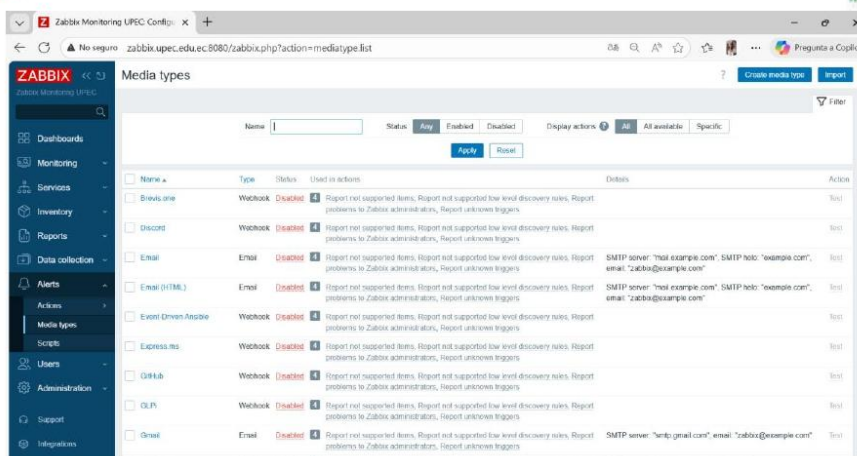 Zabbix Monitoring UPEC: Configu
No seguro zabbix.upec.edu.ec:8080/zabbix.php?action=mediatype.list
Pregunta a Copilo
ZABBIX
Zabbix Monitoring UPEC
Media types
? Create media type Import
Filter
Name Status Any Enabled Disabled Display actions ? All All available Specific
Apply Reset
Dashboards
Monitoring
Services
Inventory
Reports
Data collection
Alerts
Actions
Media types
Scripts
Users
Administration
Support
Integrations
Name Type Status Used in actions Details Action
Brevis.one Webhook Disabled 4 Report not supported items, Report not supported low level discovery rules, Report Test
problems to Zabbix administrators, Report unknown triggers
Discord Webhook Disabled 4 Report not supported items, Report not supported low level discovery rules, Report Test
problems to Zabbix administrators, Report unknown triggers
Email Email Disabled 4 Report not supported items, Report not supported low level discovery rules, Report SMTP server: "mail.example.com", SMTP helo: "example.com", Test
problems to Zabbix administrators, Report unknown triggers email: "zabbix@example.com"
Email (HTML) Email Disabled 4 Report not supported items, Report not supported low level discovery rules, Report SMTP server: "mail.example.com", SMTP helo: "example.com", Test
problems to Zabbix administrators, Report unknown triggers email: "zabbix@example.com"
Event-Driven Ansible Webhook Disabled 4 Report not supported items, Report not supported low level discovery rules, Report Test
problems to Zabbix administrators, Report unknown triggers
Express.ms Webhook Disabled 4 Report not supported items, Report not supported low level discovery rules, Report Test
problems to Zabbix administrators, Report unknown triggers
GitHub Webhook Disabled 4 Report not supported items, Report not supported low level discovery rules, Report Test
problems to Zabbix administrators, Report unknown triggers
GLPi Webhook Disabled 4 Report not supported items, Report not supported low level discovery rules, Report Test
problems to Zabbix administrators, Report unknown triggers
Gmail Email Disabled 4 Report not supported items, Report not supported low level discovery rules, Report SMTP server: "smtp.gmail.com", email: "zabbix@example.com" Test
problems to Zabbix administrators, Report unknown triggers